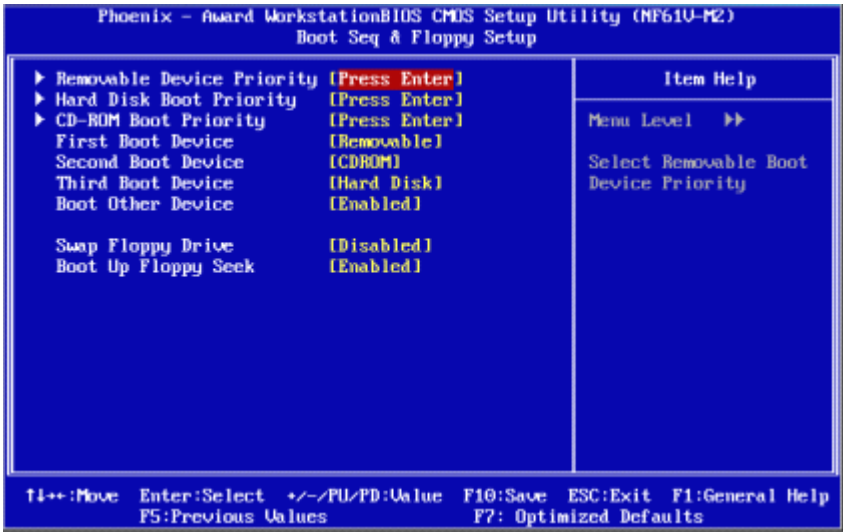 Phoenix - Award WorkstationBIOS CMOS Setup Utility (NF61V-M2)
Boot Seq & Floppy Setup
▶ Removable Device Priority [Press Enter]
▶ Hard Disk Boot Priority [Press Enter]
▶ CD-ROM Boot Priority [Press Enter]
First Boot Device [Removable]
Second Boot Device [CDROM]
Third Boot Device [Hard Disk]
Boot Other Device [Enabled]
Swap Floppy Drive [Disabled]
Boot Up Floppy Seek [Enabled]
Item Help
Menu Level ▶▶
Select Removable Boot
Device Priority
↑↓→←:Move Enter:Select +/-/PU/PD:Value F10:Save ESC:Exit F1:General Help
F5:Previous Values F7: Optimized Defaults